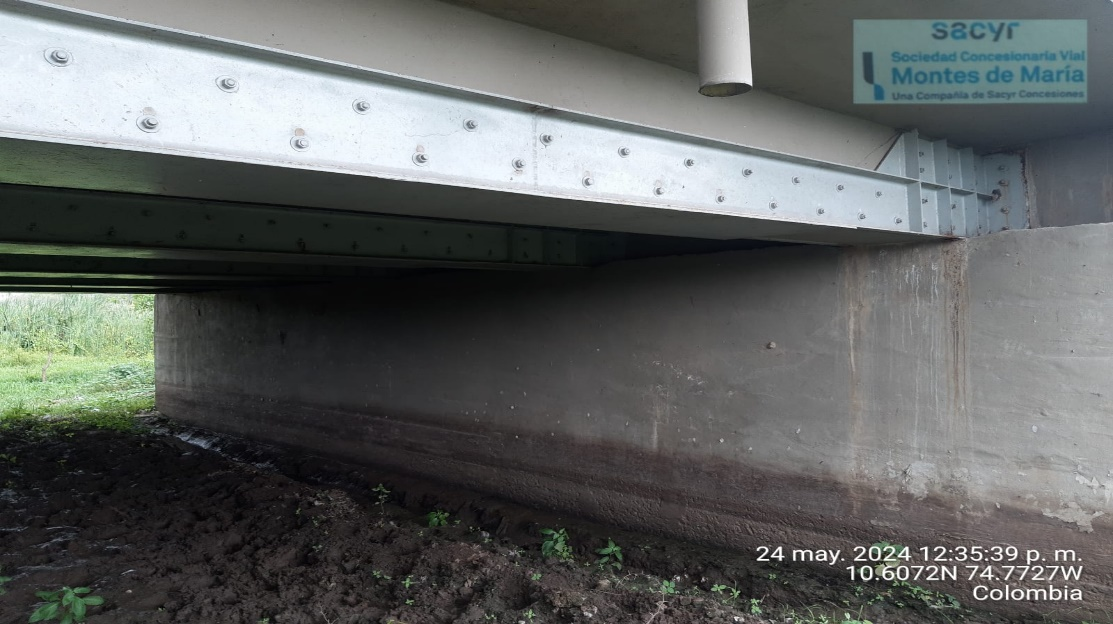 sacyr
Sociedad Concesionaria Vial
Montes de María
Una Compañía de Sacyr Concesiones
24 may. 2024 12:35:39 p. m.
10.6072N 74.7727W
Colombia